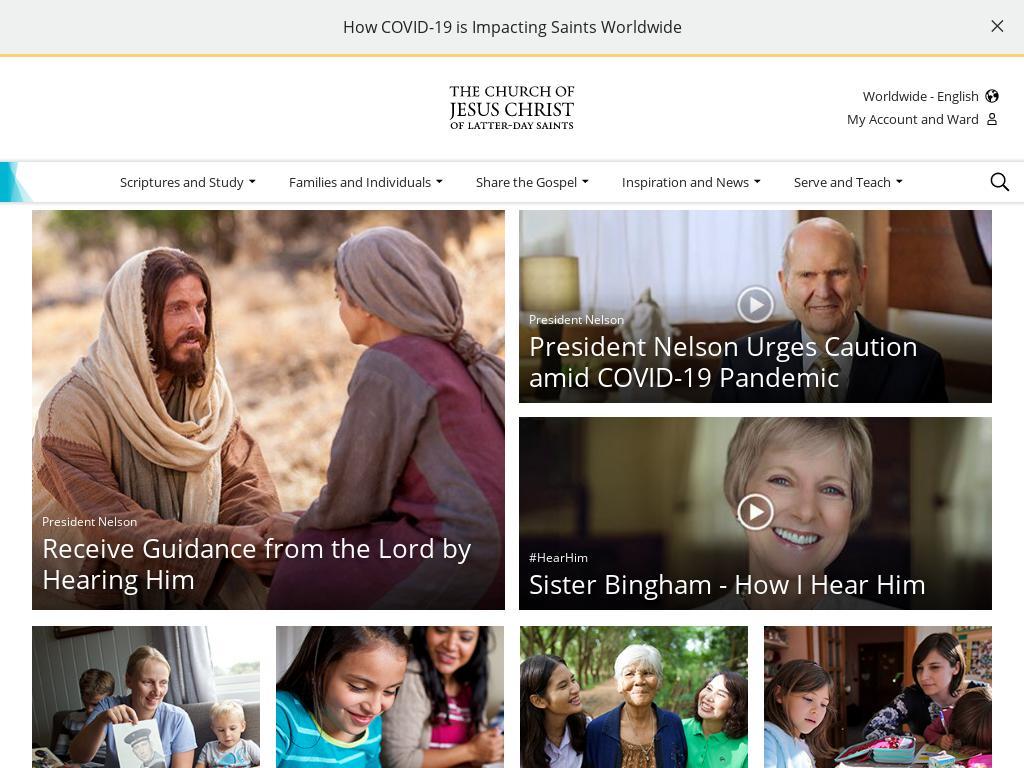 How COVID-19 is Impacting Saints Worldwide
THE CHURCH OF
JESUS CHRIST
OF LATTER-DAY SAINTS
Worldwide - English
My Account and Ward
Scriptures and Study
Families and Individuals
Share the Gospel
Inspiration and News
Serve and Teach
President Nelson
Receive Guidance from the Lord by
Hearing Him
President Nelson
President Nelson Urges Caution
amid COVID-19 Pandemic
#HearHim
Sister Bingham - How I Hear Him